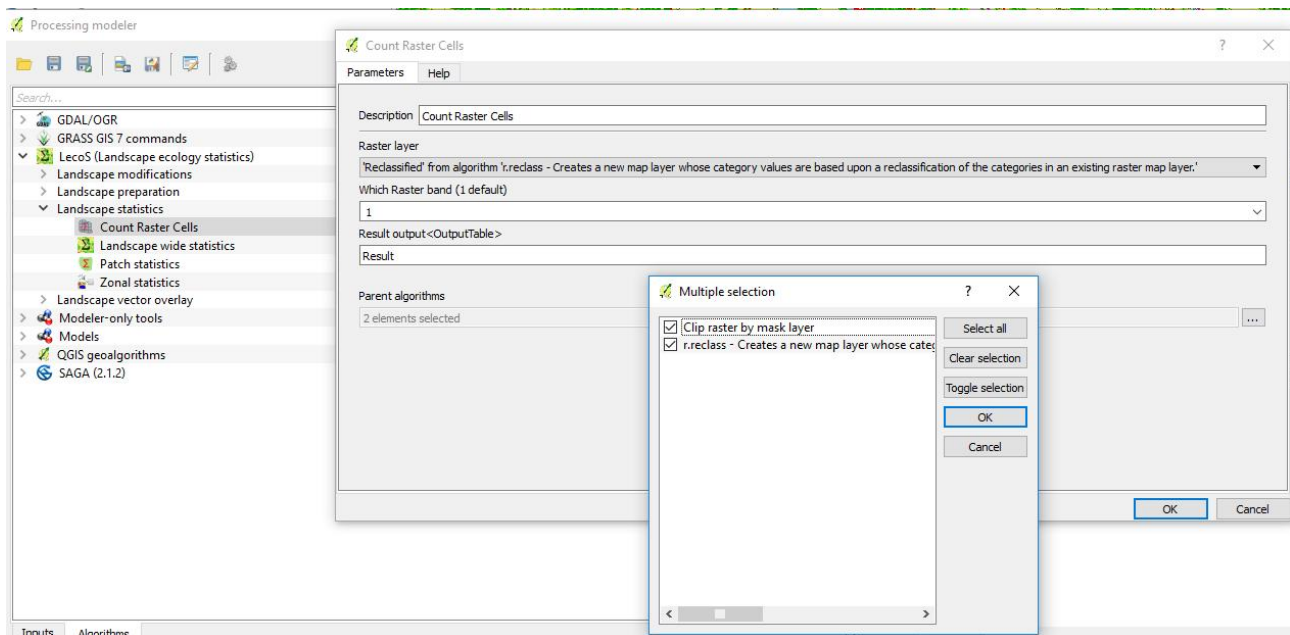 Processing modeler
Search...
GDAL/OGR
GRASS GIS 7 commands
LecoS (Landscape ecology statistics)
Landscape modifications
Landscape preparation
Landscape statistics
Count Raster Cells
Landscape wide statistics
Patch statistics
Zonal statistics
Landscape vector overlay
Modeler-only tools
Models
QGIS geoalgorithms
SAGA (2.1.2)
Inputs Algorithms
Count Raster Cells
Parameters Help
Description Count Raster Cells
Raster layer
'Reclassified' from algorithm 'r.reclass - Creates a new map layer whose category values are based upon a reclassification of the categories in an existing raster map layer.'
Which Raster band (1 default)
1
Result output<OutputTable>
Result
Parent algorithms
2 elements selected ...
OK Cancel
Multiple selection ?
Clip raster by mask layer
r.reclass - Creates a new map layer whose categ
Select all
Clear selection
Toggle selection
OK
Cancel